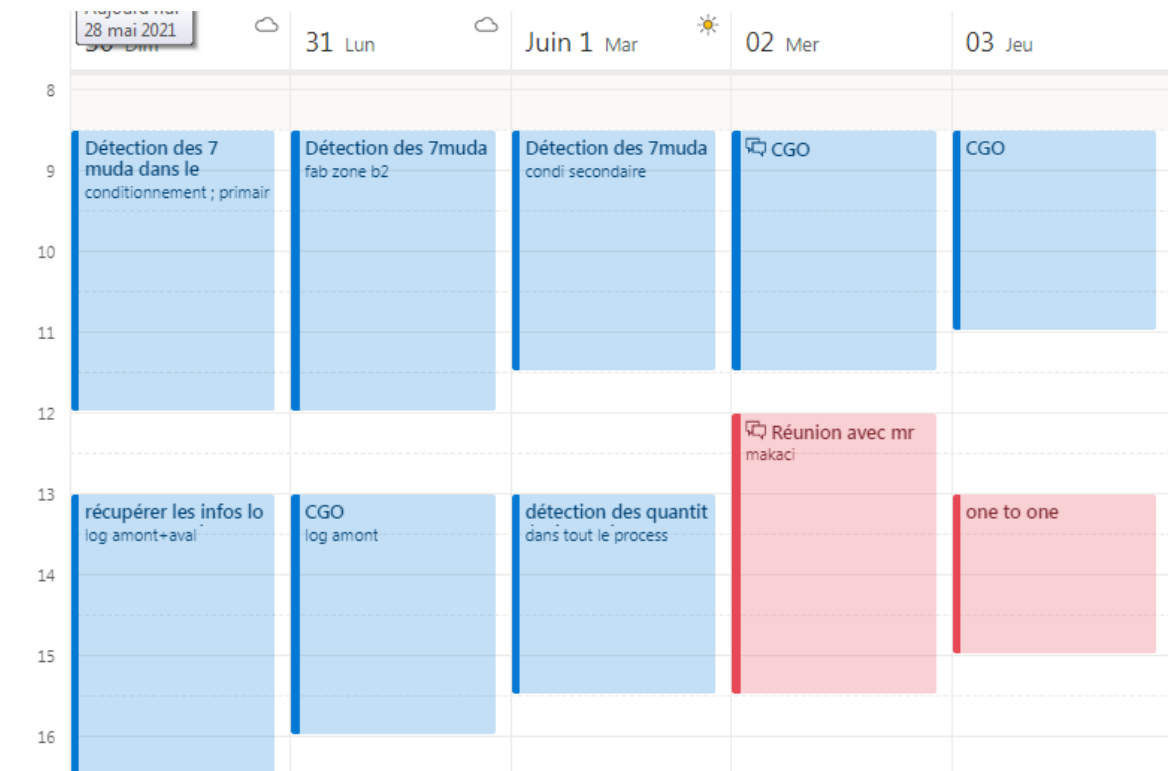 28 mai 2021
31 Lun
Juin 1 Mar
02 Mer
03 Jeu
8
9
10
11
12
13
14
15
16
Détection des 7
muda dans le
conditionnement ; primair
récupérer les infos lo
log amont+aval
Détection des 7muda
fab zone b2
CGO
log amont
Détection des 7muda
condi secondaire
détection des quantit
dans tout le process
CGO
Réunion avec mr
makaci
CGO
one to one